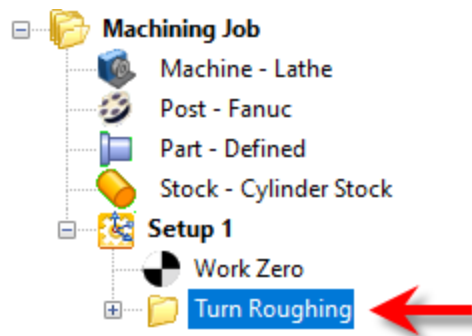 Machining Job
Machine - Lathe
Post - Fanuc
Part - Defined
Stock - Cylinder Stock
Setup 1
Work Zero
Turn Roughing